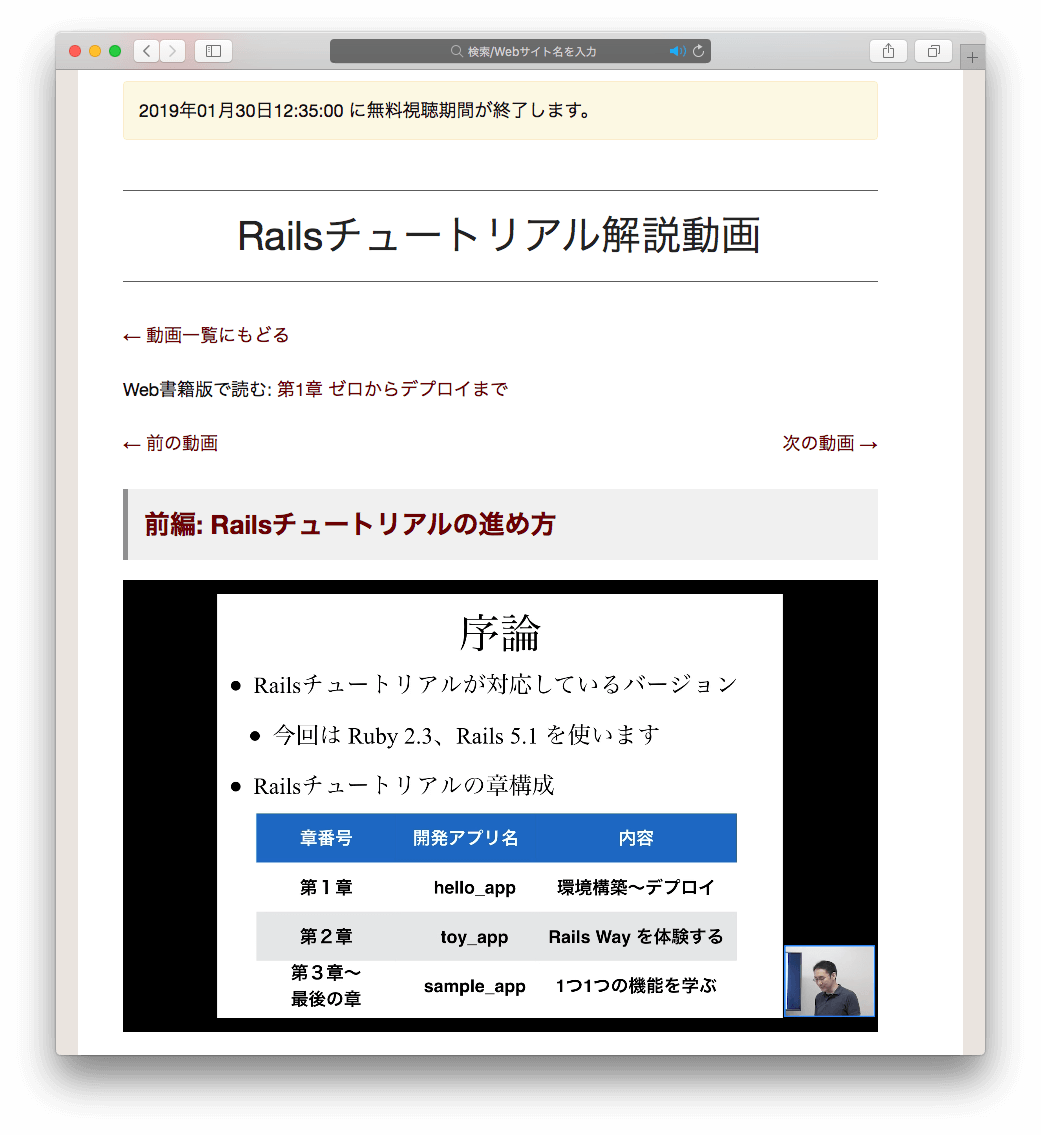 検索/Webサイト名を入力
2019年01月30日12:35:00 に無料視聴期間が終了します。
Railsチュートリアル解説動画
← 動画一覧にもどる
Web書籍版で読む: 第1章 ゼロからデプロイまで
← 前の動画 次の動画 →
前編: Railsチュートリアルの進め方
序論
● Railsチュートリアルが対応しているバージョン
● 今回は Ruby 2.3、Rails 5.1 を使います
● Railsチュートリアルの章構成
章番号 開発アプリ名 内容
第１章 hello_app 環境構築〜デプロイ
第２章 toy_app Rails Way を体験する
第３章〜
最後の章 sample_app 1つ1つの機能を学ぶ